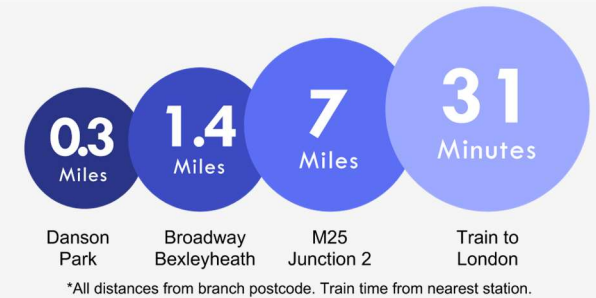 0.3
Miles
1.4
Miles
7
Miles
31
Minutes
Danson
Park
Broadway
Bexleyheath
M25
Junction 2
Train to
London
*All distances from branch postcode. Train time from nearest station.